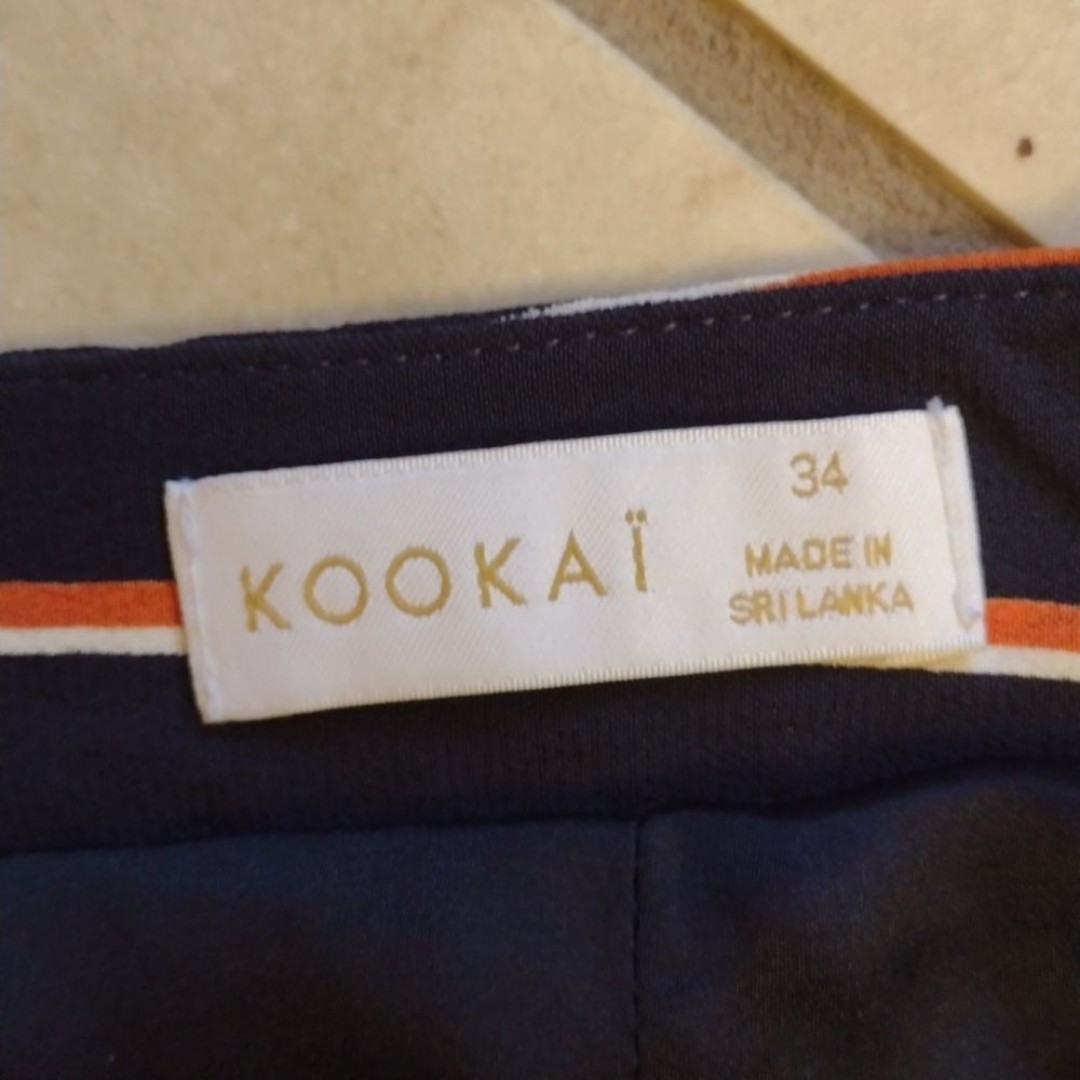 KOOKAÏ
34
MADE IN
SRI LANKA